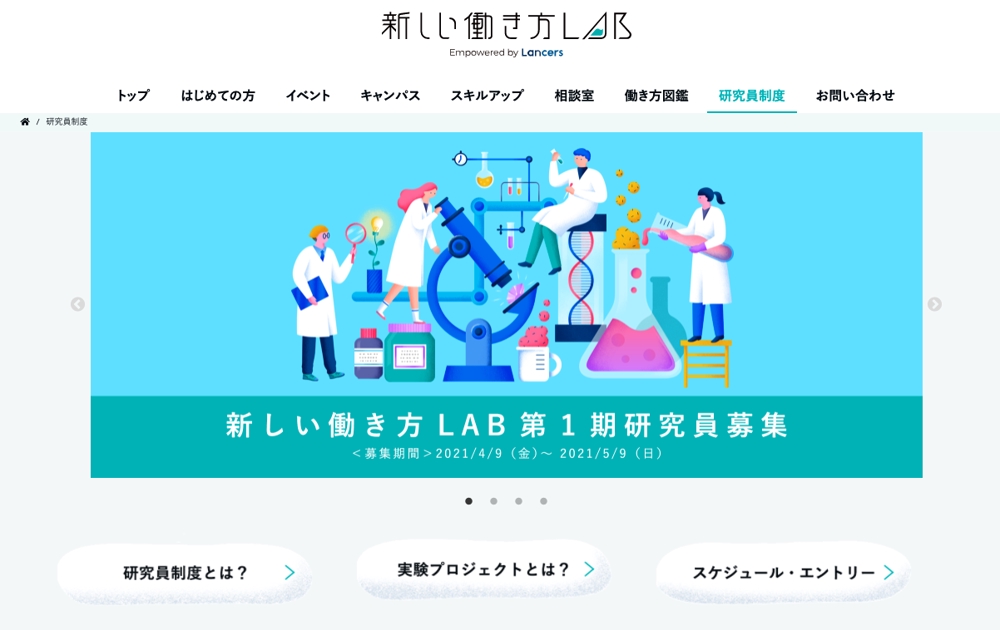 新しい働き方LAB
Empowered by Lancers
トップ はじめての方 イベント キャンパス スキルアップ 相談室 働き方図鑑 研究員制度 お問い合わせ
/ 研究員制度
新しい働き方LAB第1期研究員募集
＜募集期間＞2021/4/9（金）〜 2021/5/9（日）
研究員制度とは？ 実験プロジェクトとは？ スケジュール・エントリー